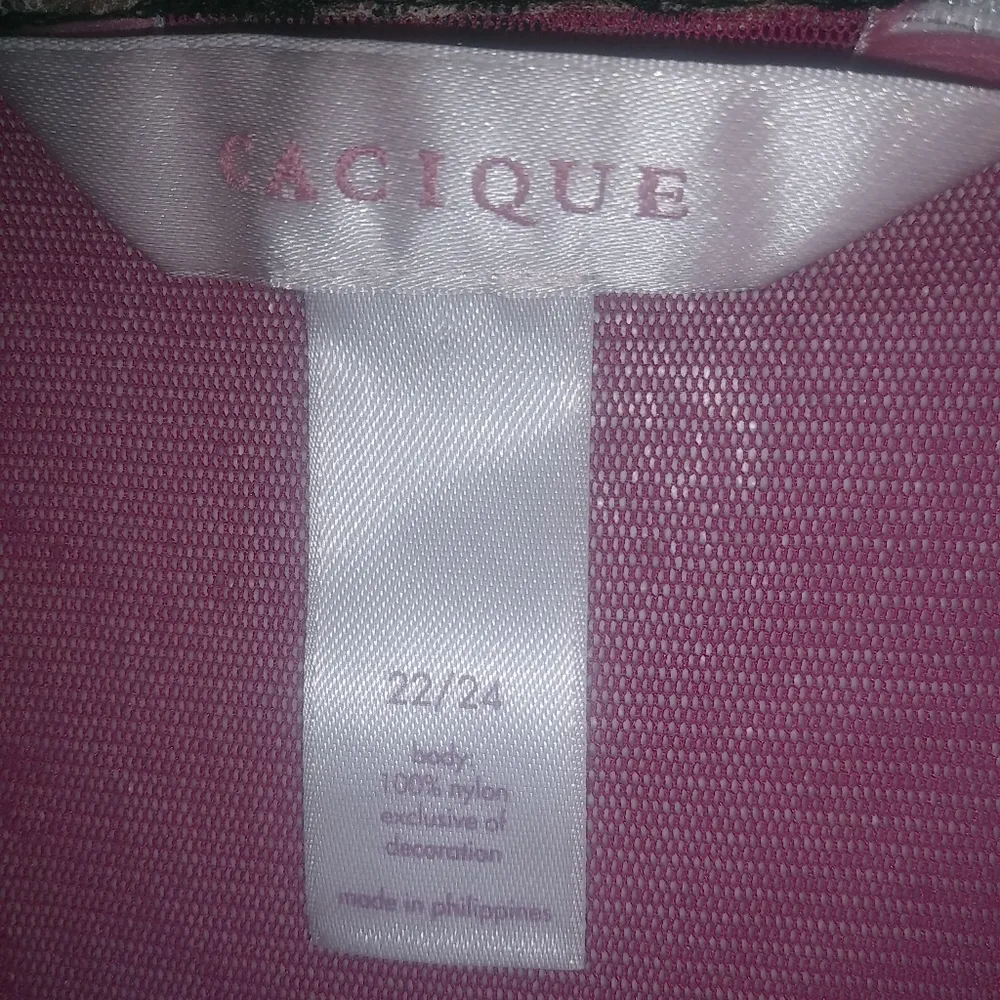 CACIQUE
22/24
body
100% nylon
exclusive of
decoration
made in philippines